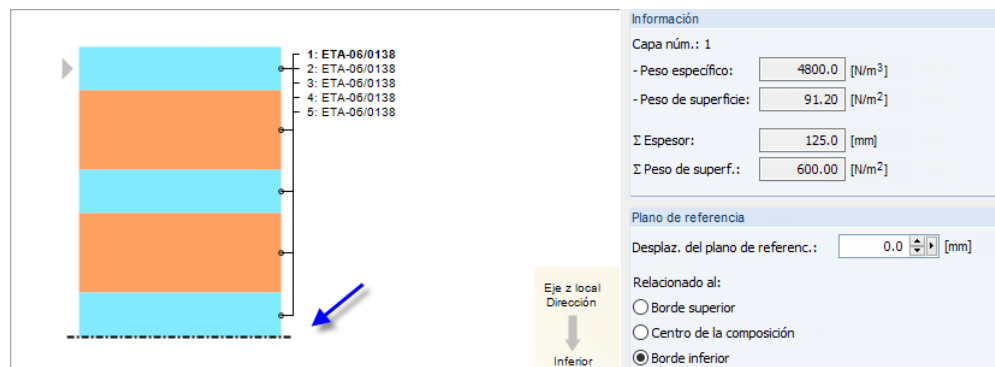 1: ETA-06/0138
2: ETA-06/0138
3: ETA-06/0138
4: ETA-06/0138
5: ETA-06/0138
Eje z local
Dirección
Inferior
Información
Capa núm.: 1
- Peso específico: 4800.0 [N/m³]
- Peso de superficie: 91.20 [N/m²]
Σ Espesor: 125.0 [mm]
Σ Peso de superf.: 600.00 [N/m²]
Plano de referencia
Desplaz. del plano de referenc.: 0.0 [mm]
Relacionado al:
Borde superior
Centro de la composición
Borde inferior